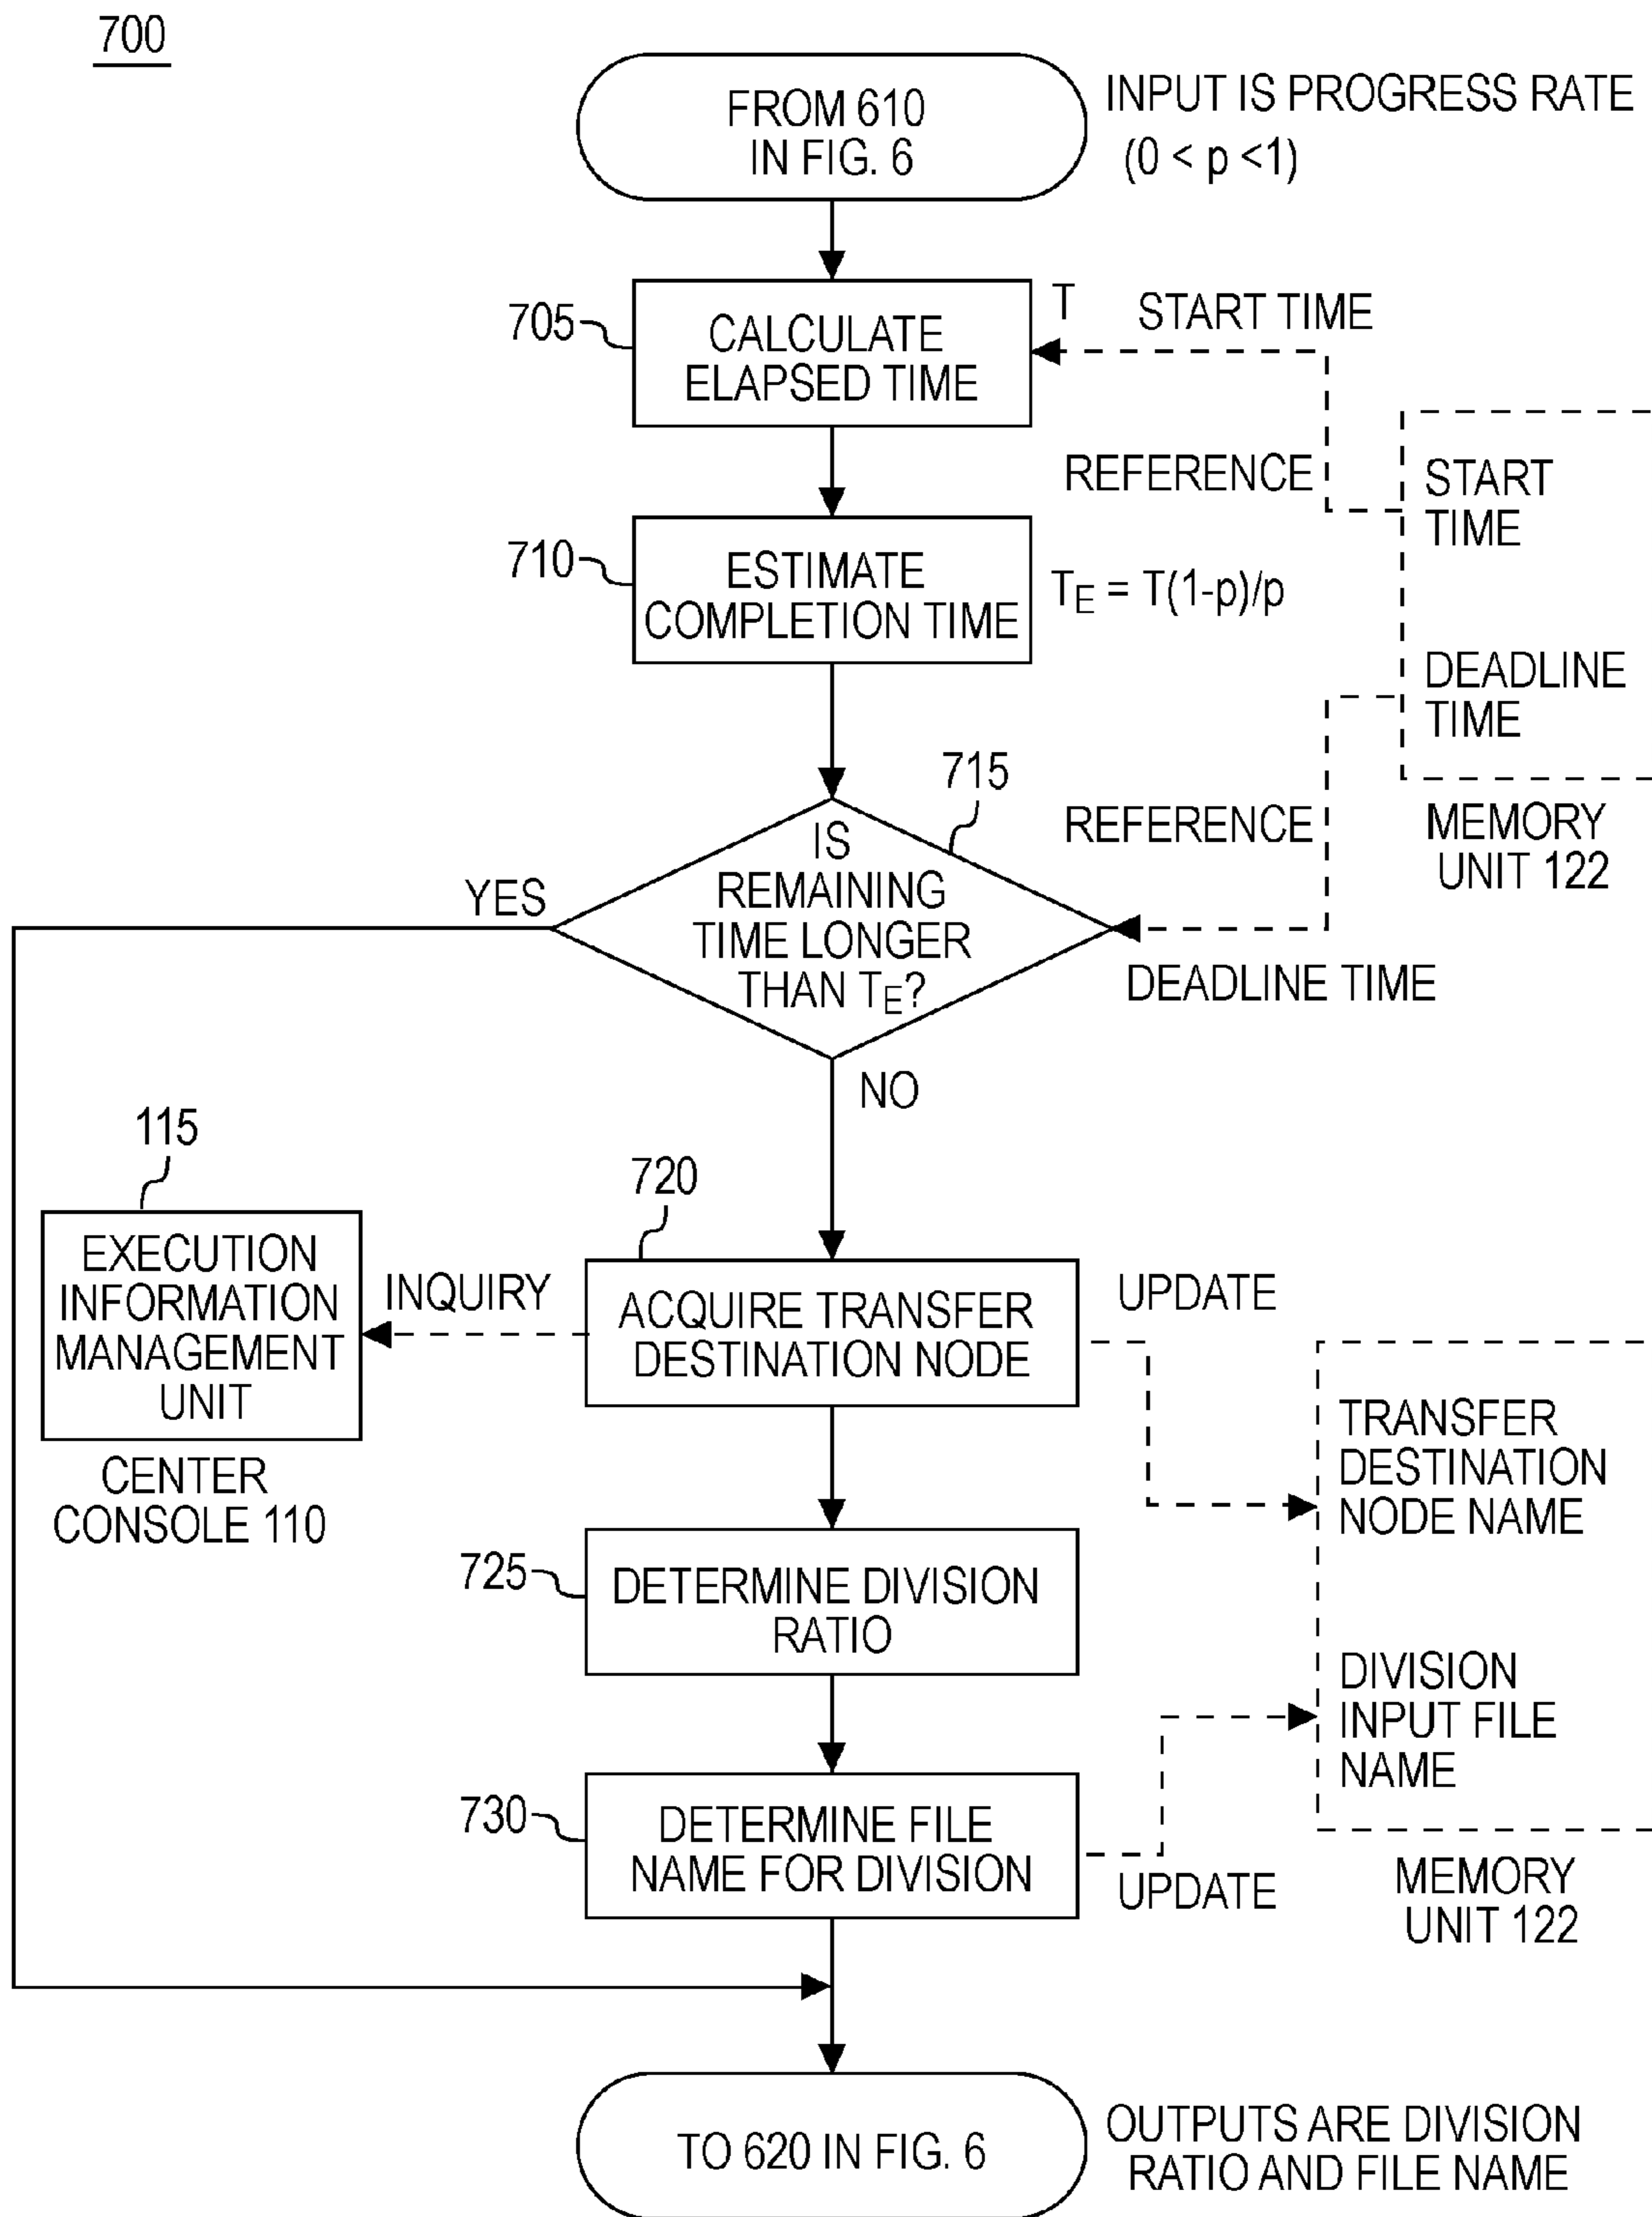 700
FROM 610
IN FIG. 6
INPUT IS PROGRESS RATE
(0 < p <1)
705
CALCULATE
ELAPSED TIME
T
START TIME
REFERENCE
START
TIME
710
ESTIMATE
COMPLETION TIME
TE = T(1-p)/p
DEADLINE
TIME
MEMORY
UNIT 122
715
REFERENCE
IS
REMAINING
TIME LONGER
THAN TE?
YES
DEADLINE TIME
NO
115
EXECUTION
INFORMATION
MANAGEMENT
UNIT
CENTER
CONSOLE 110
INQUIRY
720
ACQUIRE TRANSFER
DESTINATION NODE
UPDATE
TRANSFER
DESTINATION
NODE NAME
725
DETERMINE DIVISION
RATIO
DIVISION
INPUT FILE
NAME
730
DETERMINE FILE
NAME FOR DIVISION
UPDATE
MEMORY
UNIT 122
TO 620 IN FIG. 6
OUTPUTS ARE DIVISION
RATIO AND FILE NAME